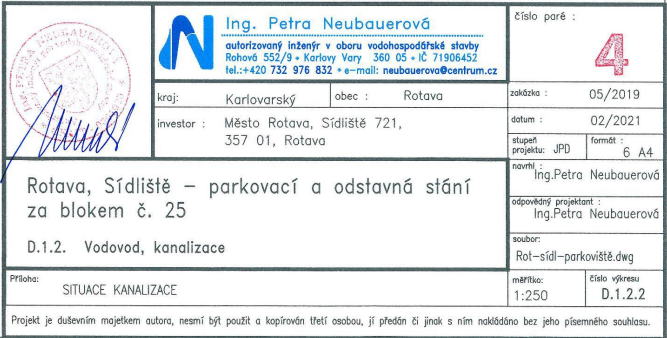 Ing. Petra Neubauerová
autorizovaný inženýr v oboru vodohospodářské stavby
Rohová 552/9 • Karlovy Vary 360 05 • IČ 71906452
tel.:+420 732 976 832 • e-mail: neubauerova@centrum.cz
číslo paré :
4
kraj: Karlovarský
obec : Rotava
investor : Město Rotava, Sídliště 721,
357 01, Rotava
zakázka : 05/2019
datum : 02/2021
stupeň
projektu: JPD
formát :
6 A4
Rotava, Sídliště – parkovací a odstavná stání
za blokem č. 25
D.1.2. Vodovod, kanalizace
navrhl :
Ing.Petra Neubauerová
odpovědný projektant :
Ing.Petra Neubauerová
soubor:
Rot-sídl-parkoviště.dwg
Příloha:
SITUACE KANALIZACE
měřítko:
1:250
číslo výkresu
D.1.2.2
Projekt je duševním majetkem autora, nesmí být použit a kopírován třetí osobou, jí předán či jinak s ním nakládáno bez jeho písemného souhlasu.